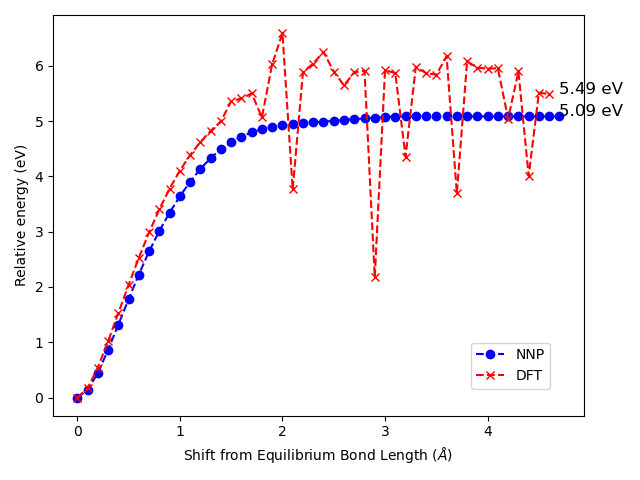 6
5
4
3
2
1
0
Relative energy (eV)
5.49 eV
5.09 eV
NNP
DFT
0 1 2 3 4
Shift from Equilibrium Bond Length (Å)